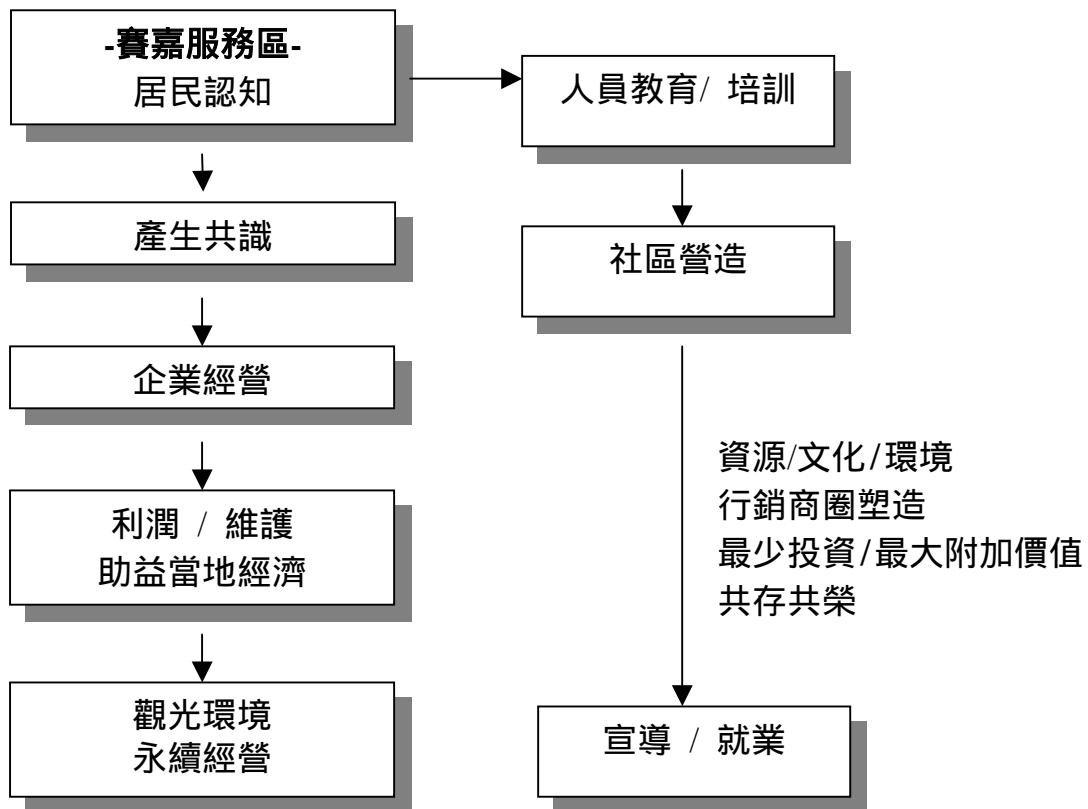 -賽嘉服務區-
居民認知
人員教育/ 培訓
產生共識
社區營造
企業經營
資源/文化/環境
行銷商圈塑造
最少投資/最大附加價值
共存共榮
利潤 / 維護
助益當地經濟
觀光環境
永續經營
宣導 / 就業